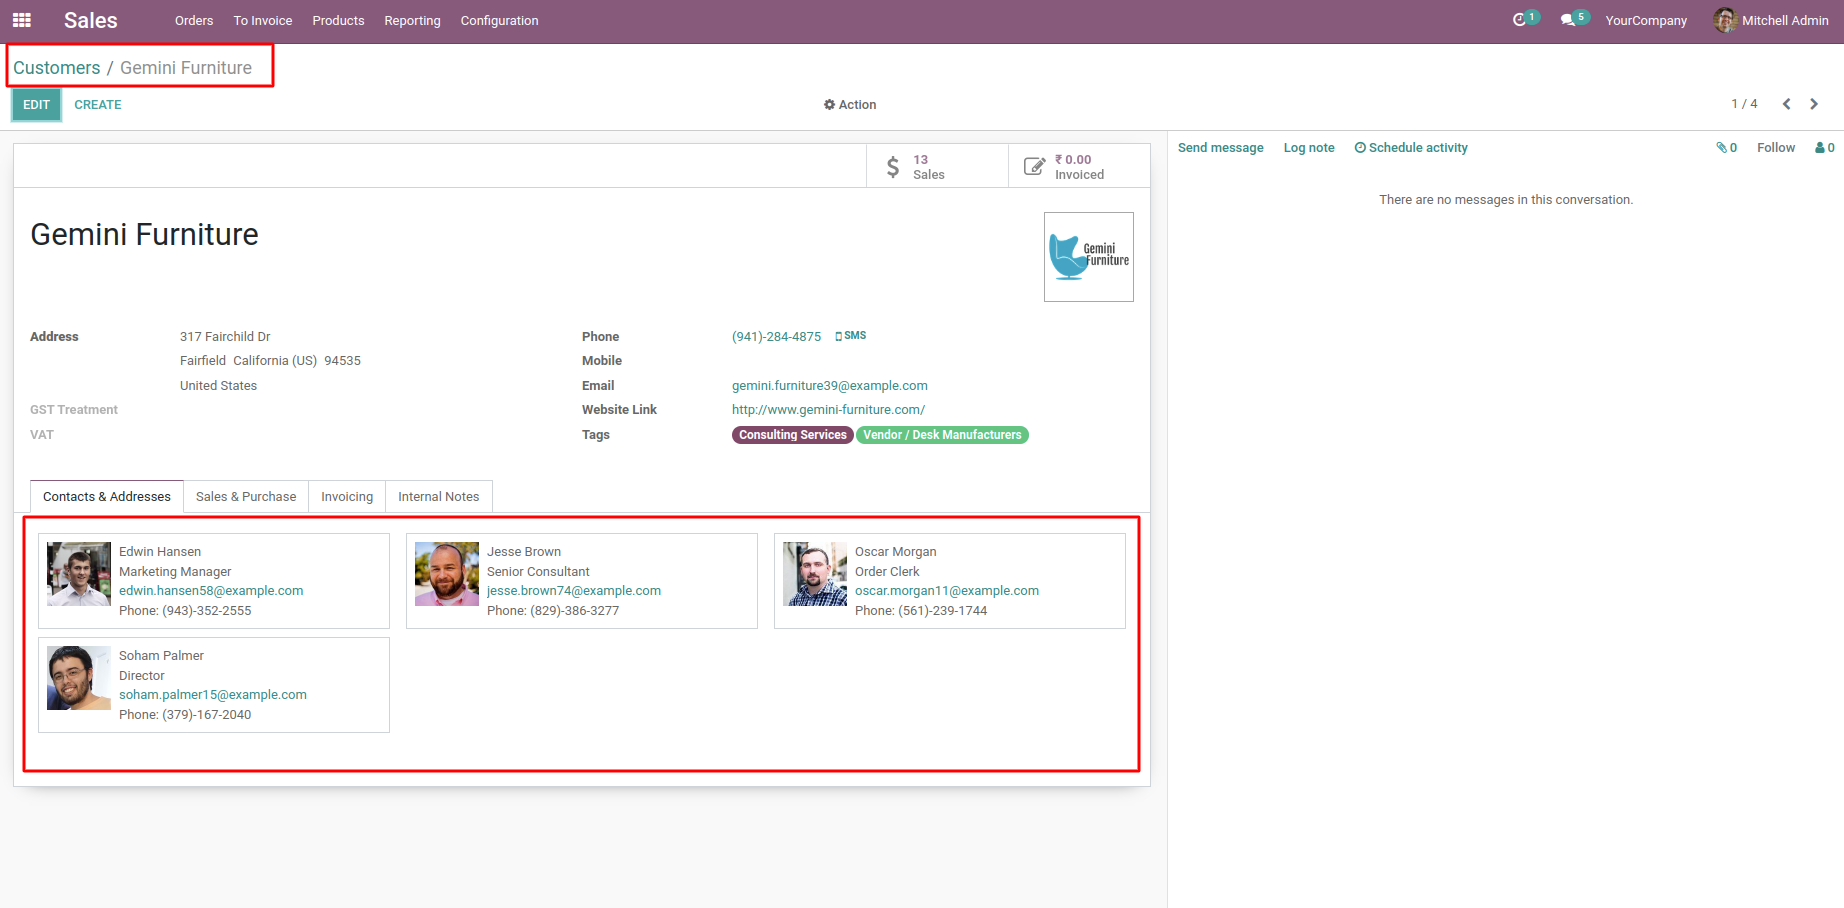 Sales Orders To Invoice Products Reporting Configuration 1 5 YourCompany Mitchell Admin
Customers / Gemini Furniture
EDIT CREATE Action 1 / 4
Send message Log note Schedule activity 0 Follow 0
13 ₹ 0.00
Sales Invoiced
There are no messages in this conversation.
Gemini Furniture
Gemini
Furniture
Address 317 Fairchild Dr Phone (941)-284-4875 SMS
Fairfield California (US) 94535 Mobile
United States Email gemini.furniture39@example.com
GST Treatment Website Link http://www.gemini-furniture.com/
VAT Tags Consulting Services Vendor / Desk Manufacturers
Contacts & Addresses Sales & Purchase Invoicing Internal Notes
Edwin Hansen
Marketing Manager
edwin.hansen58@example.com
Phone: (943)-352-2555
Jesse Brown
Senior Consultant
jesse.brown74@example.com
Phone: (829)-386-3277
Oscar Morgan
Order Clerk
oscar.morgan11@example.com
Phone: (561)-239-1744
Soham Palmer
Director
soham.palmer15@example.com
Phone: (379)-167-2040